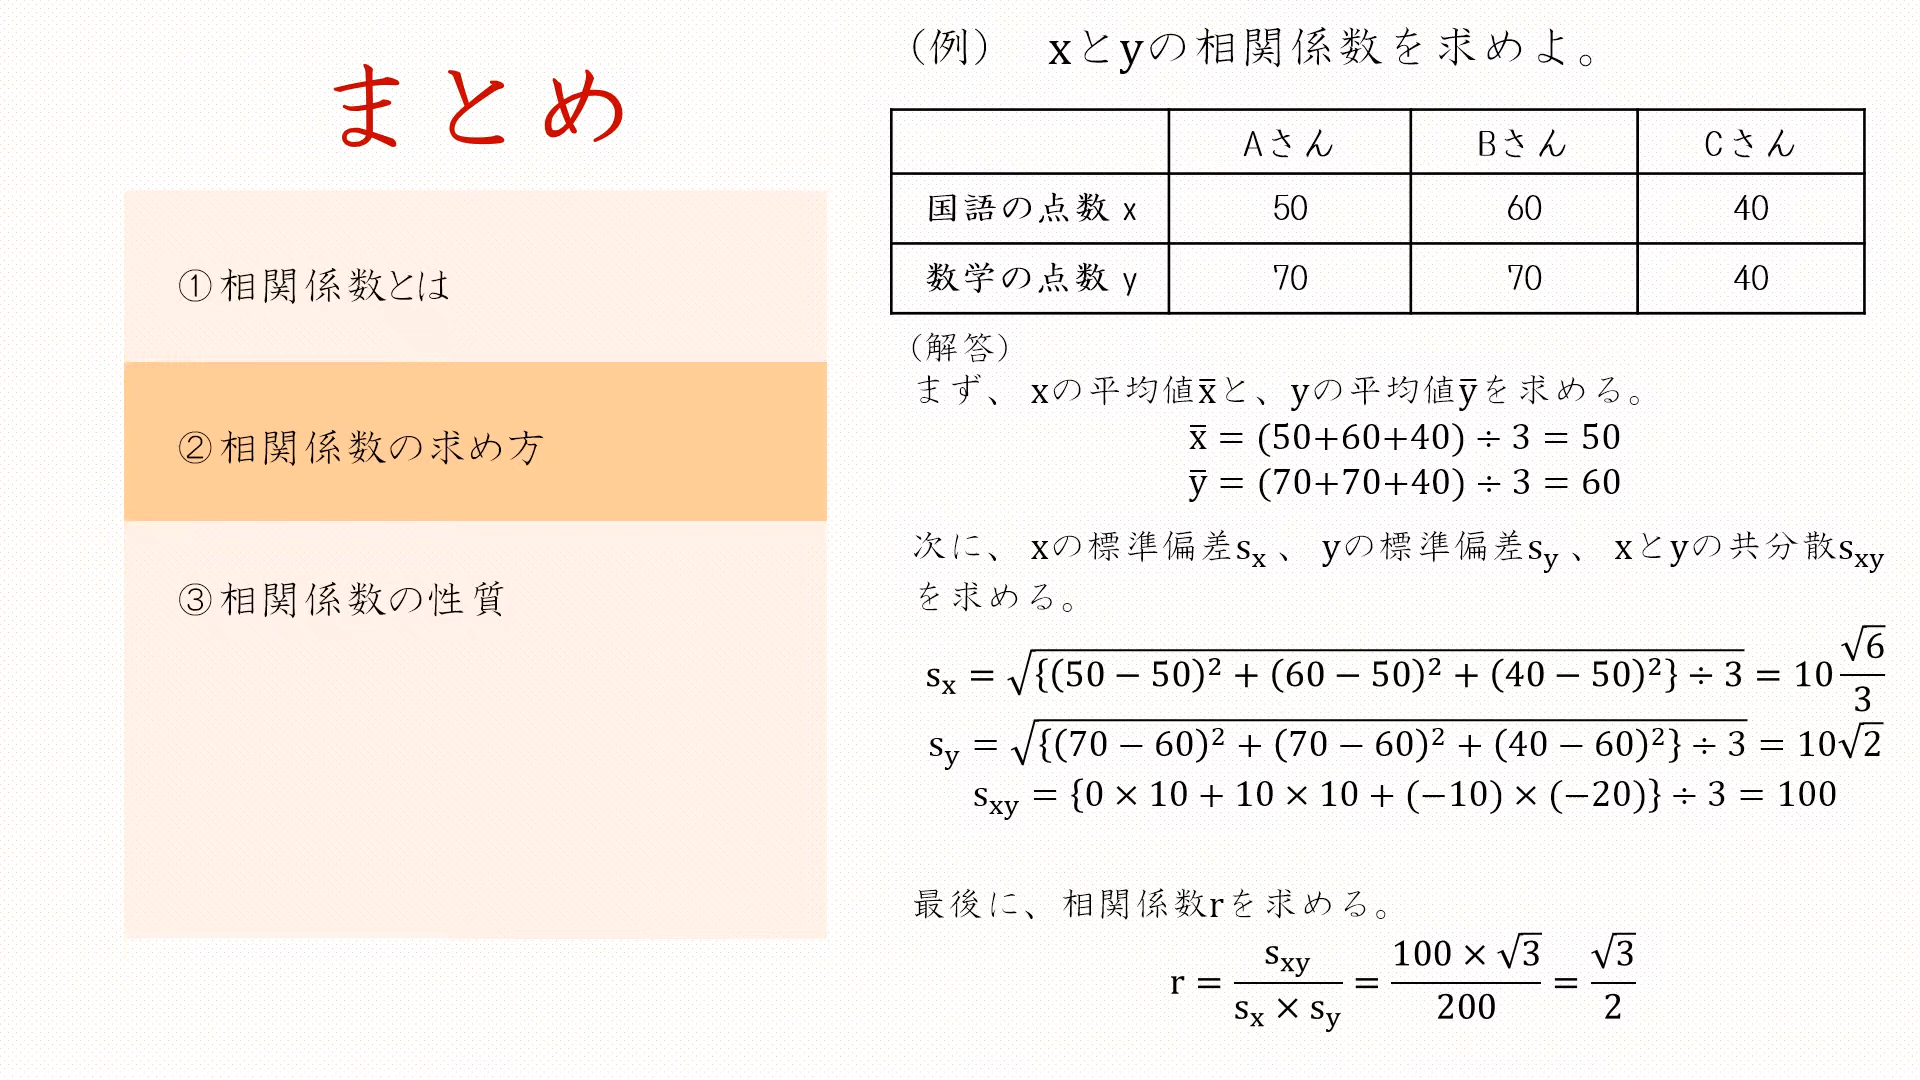 まとめ
①相関係数とは
②相関係数の求め方
③相関係数の性質
(例) xとyの相関係数を求めよ。
Aさん Bさん Cさん
国語の点数 x 50 60 40
数学の点数 y 70 70 40
(解答)
まず、xの平均値x̅と、yの平均値y̅を求める。
x̅ = (50+60+40) ÷ 3 = 50
y̅ = (70+70+40) ÷ 3 = 60
次に、xの標準偏差sₓ、yの標準偏差s_y、xとyの共分散s_xy
を求める。
sₓ = √{(50 − 50)² + (60 − 50)² + (40 − 50)²} ÷ 3 = 10 √6/3
s_y = √{(70 − 60)² + (70 − 60)² + (40 − 60)²} ÷ 3 = 10√2
s_xy = {0 × 10 + 10 × 10 + (−10) × (−20)} ÷ 3 = 100
最後に、相関係数rを求める。
r = s_xy/(sₓ × s_y) = (100 × √3)/200 = √3/2